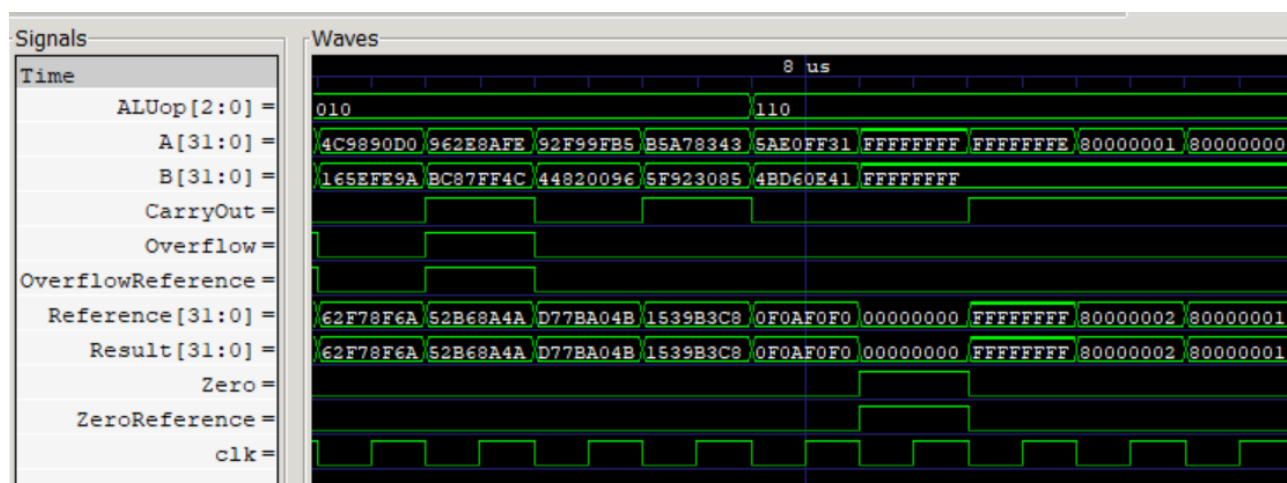 Signals Waves
Time 8 us
ALUop[2:0] = 010 110
A[31:0] = 4C9890D0 962E8AFE 92F99FB5 B5A78343 5AE0FF31 FFFFFFFF FFFFFFFE 80000001 80000000
B[31:0] = 165EFE9A BC87FF4C 44820096 5F923085 4BD60E41 FFFFFFFF
CarryOut =
Overflow =
OverflowReference =
Reference[31:0] = 62F78F6A 52B68A4A D77BA04B 1539B3C8 0F0AF0F0 00000000 FFFFFFFF 80000002 80000001
Result[31:0] = 62F78F6A 52B68A4A D77BA04B 1539B3C8 0F0AF0F0 00000000 FFFFFFFF 80000002 80000001
Zero =
ZeroReference =
clk =